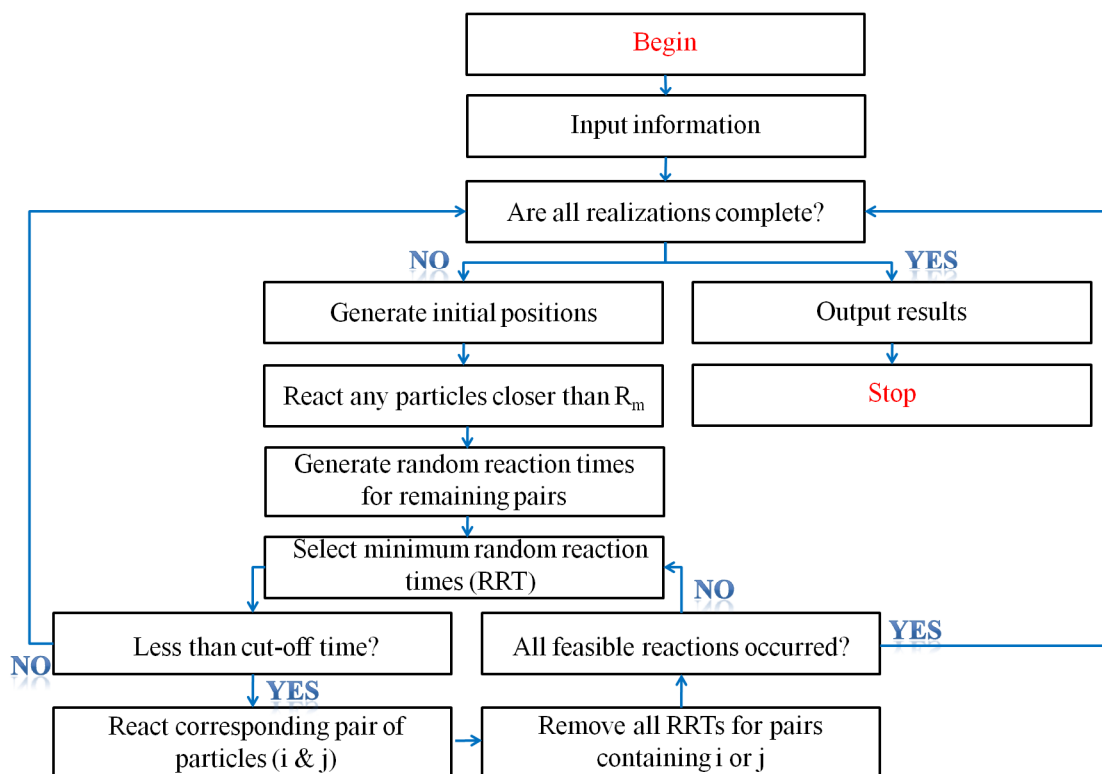 Begin
Input information
Are all realizations complete?
NO
YES
Generate initial positions
Output results
React any particles closer than Rm
Stop
Generate random reaction times
for remaining pairs
Select minimum random reaction
times (RRT)
NO
Less than cut-off time?
All feasible reactions occurred?
YES
NO
YES
React corresponding pair of
particles (i & j)
Remove all RRTs for pairs
containing i or j